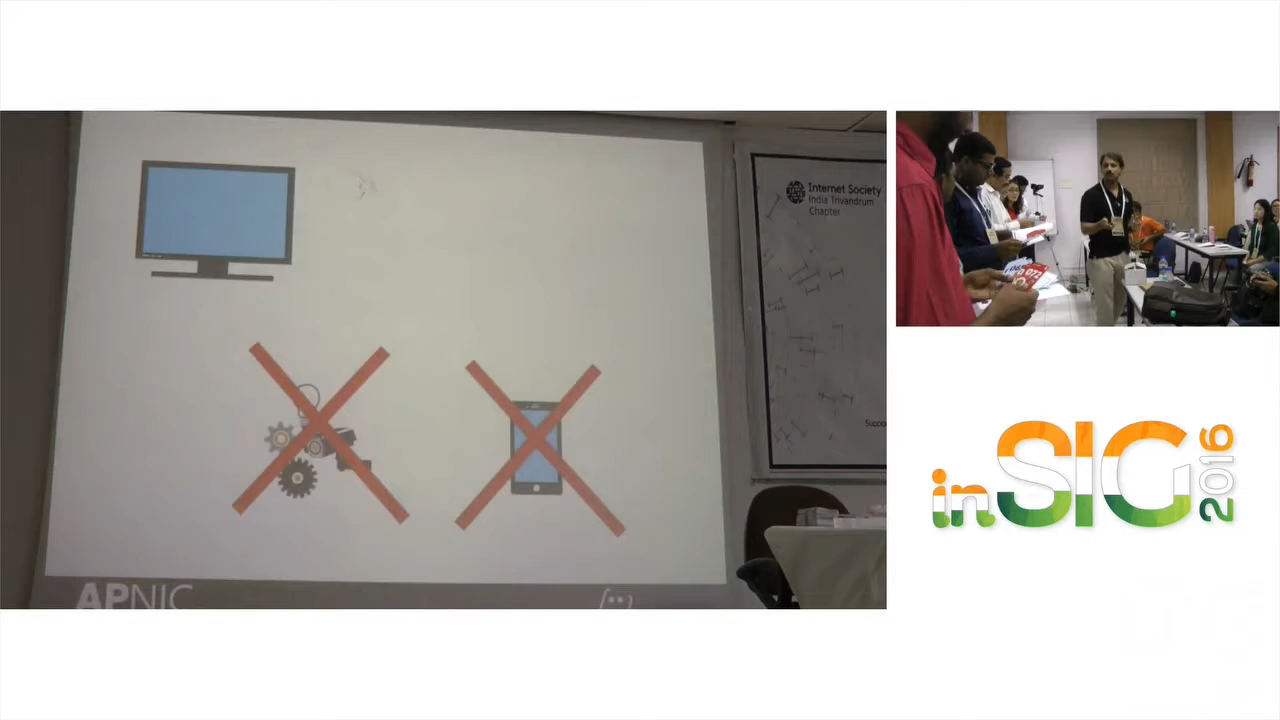 Internet Society
India Trivandrum
Chapter
APNIC
inSIG
2016